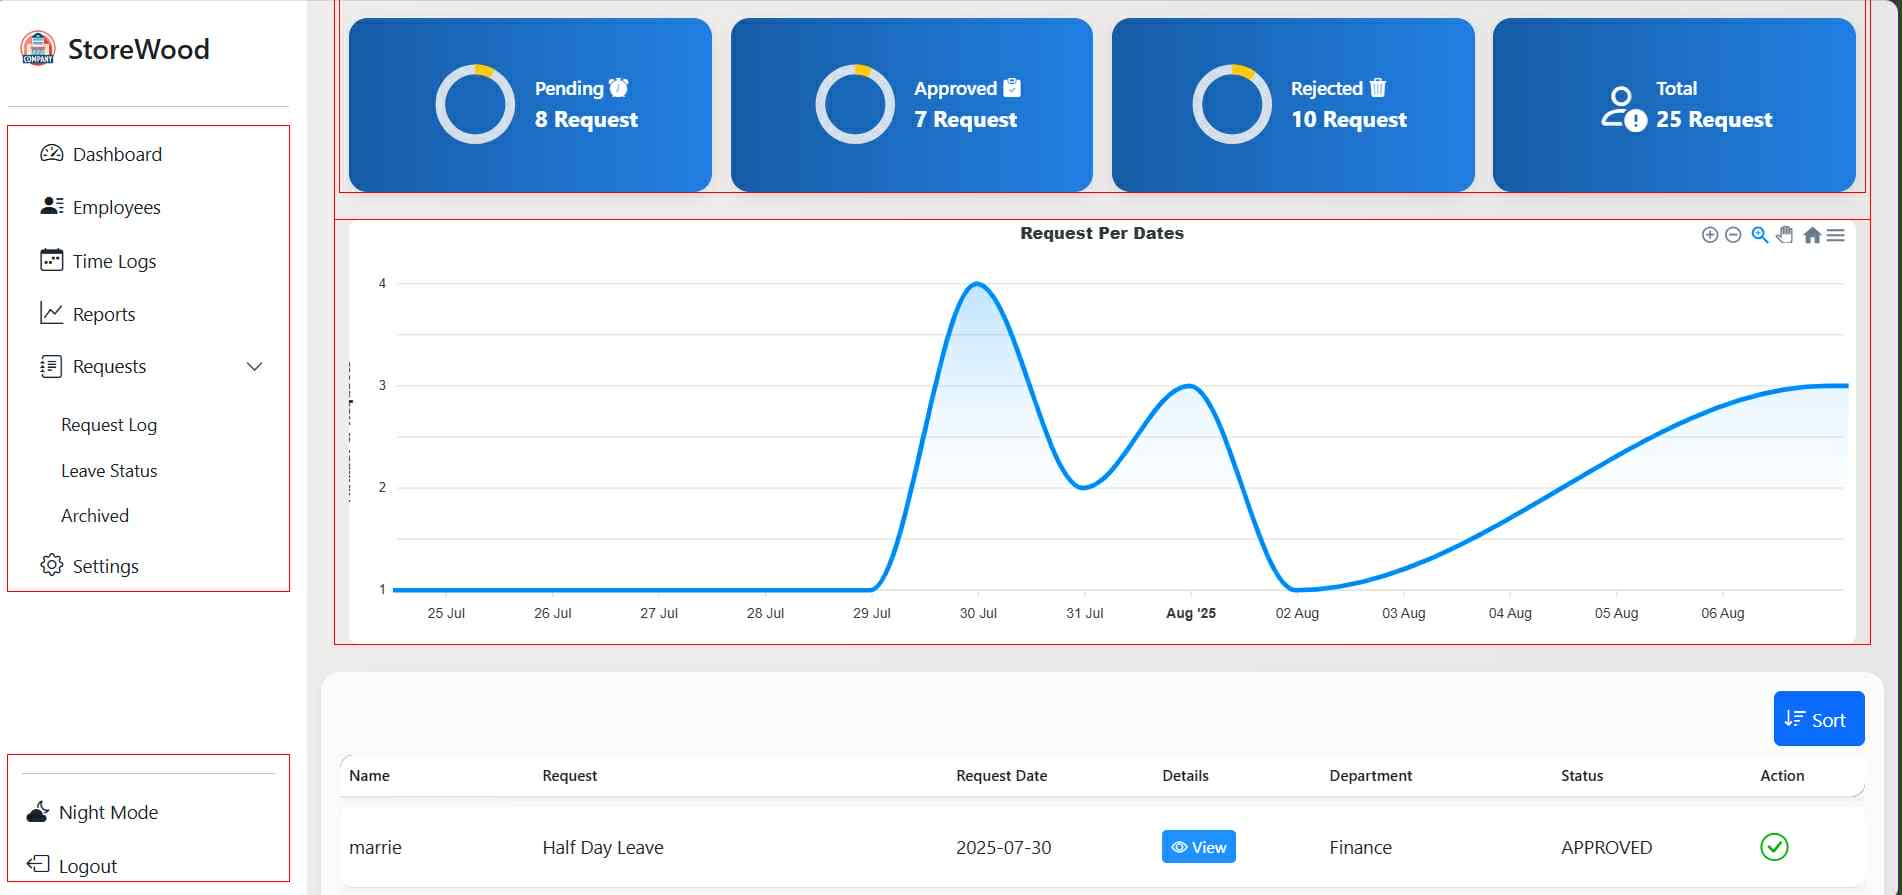 COMPANY
StoreWood
Dashboard
Employees
Time Logs
Reports
Requests
Request Log
Leave Status
Archived
Settings
Night Mode
Logout
Pending
8 Request
Approved
7 Request
Rejected
10 Request
Total
25 Request
Request Per Dates
4
3
2
1
25 Jul 26 Jul 27 Jul 28 Jul 29 Jul 30 Jul 31 Jul Aug '25 02 Aug 03 Aug 04 Aug 05 Aug 06 Aug
Sort
Name Request Request Date Details Department Status Action
marrie Half Day Leave 2025-07-30 View Finance APPROVED